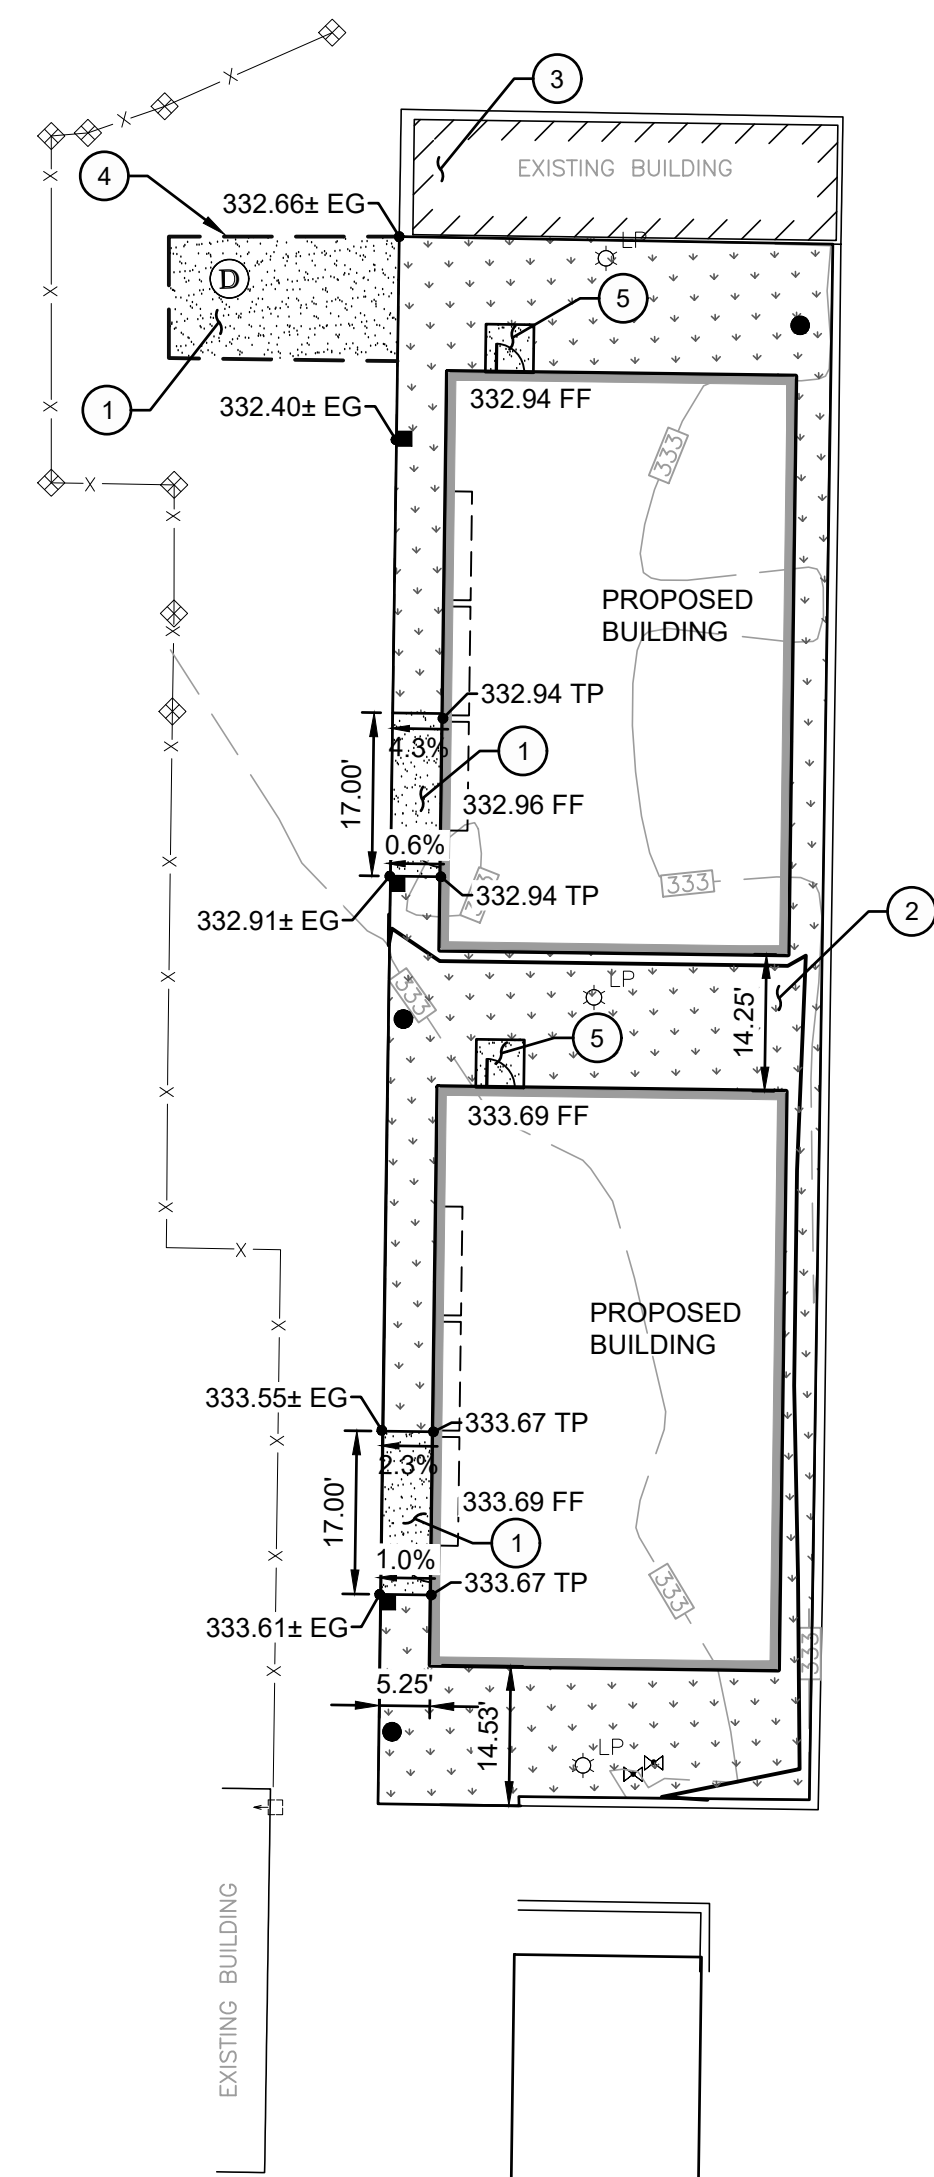 3
EXISTING BUILDING
4
332.66± EG
LP
D
5
1
332.94 FF
332.40± EG
333
PROPOSED
BUILDING
332.94 TP
4.3%
1
17.00'
332.96 FF
0.6%
333
332.94 TP
333
332.91± EG
2
LP
333
14.25'
5
333.69 FF
PROPOSED
BUILDING
333.55± EG
333.67 TP
2.3%
333.69 FF
17.00'
1
1.0%
333.67 TP
333
333.61± EG
333
5.25'
14.53'
LP
EXISTING BUILDING